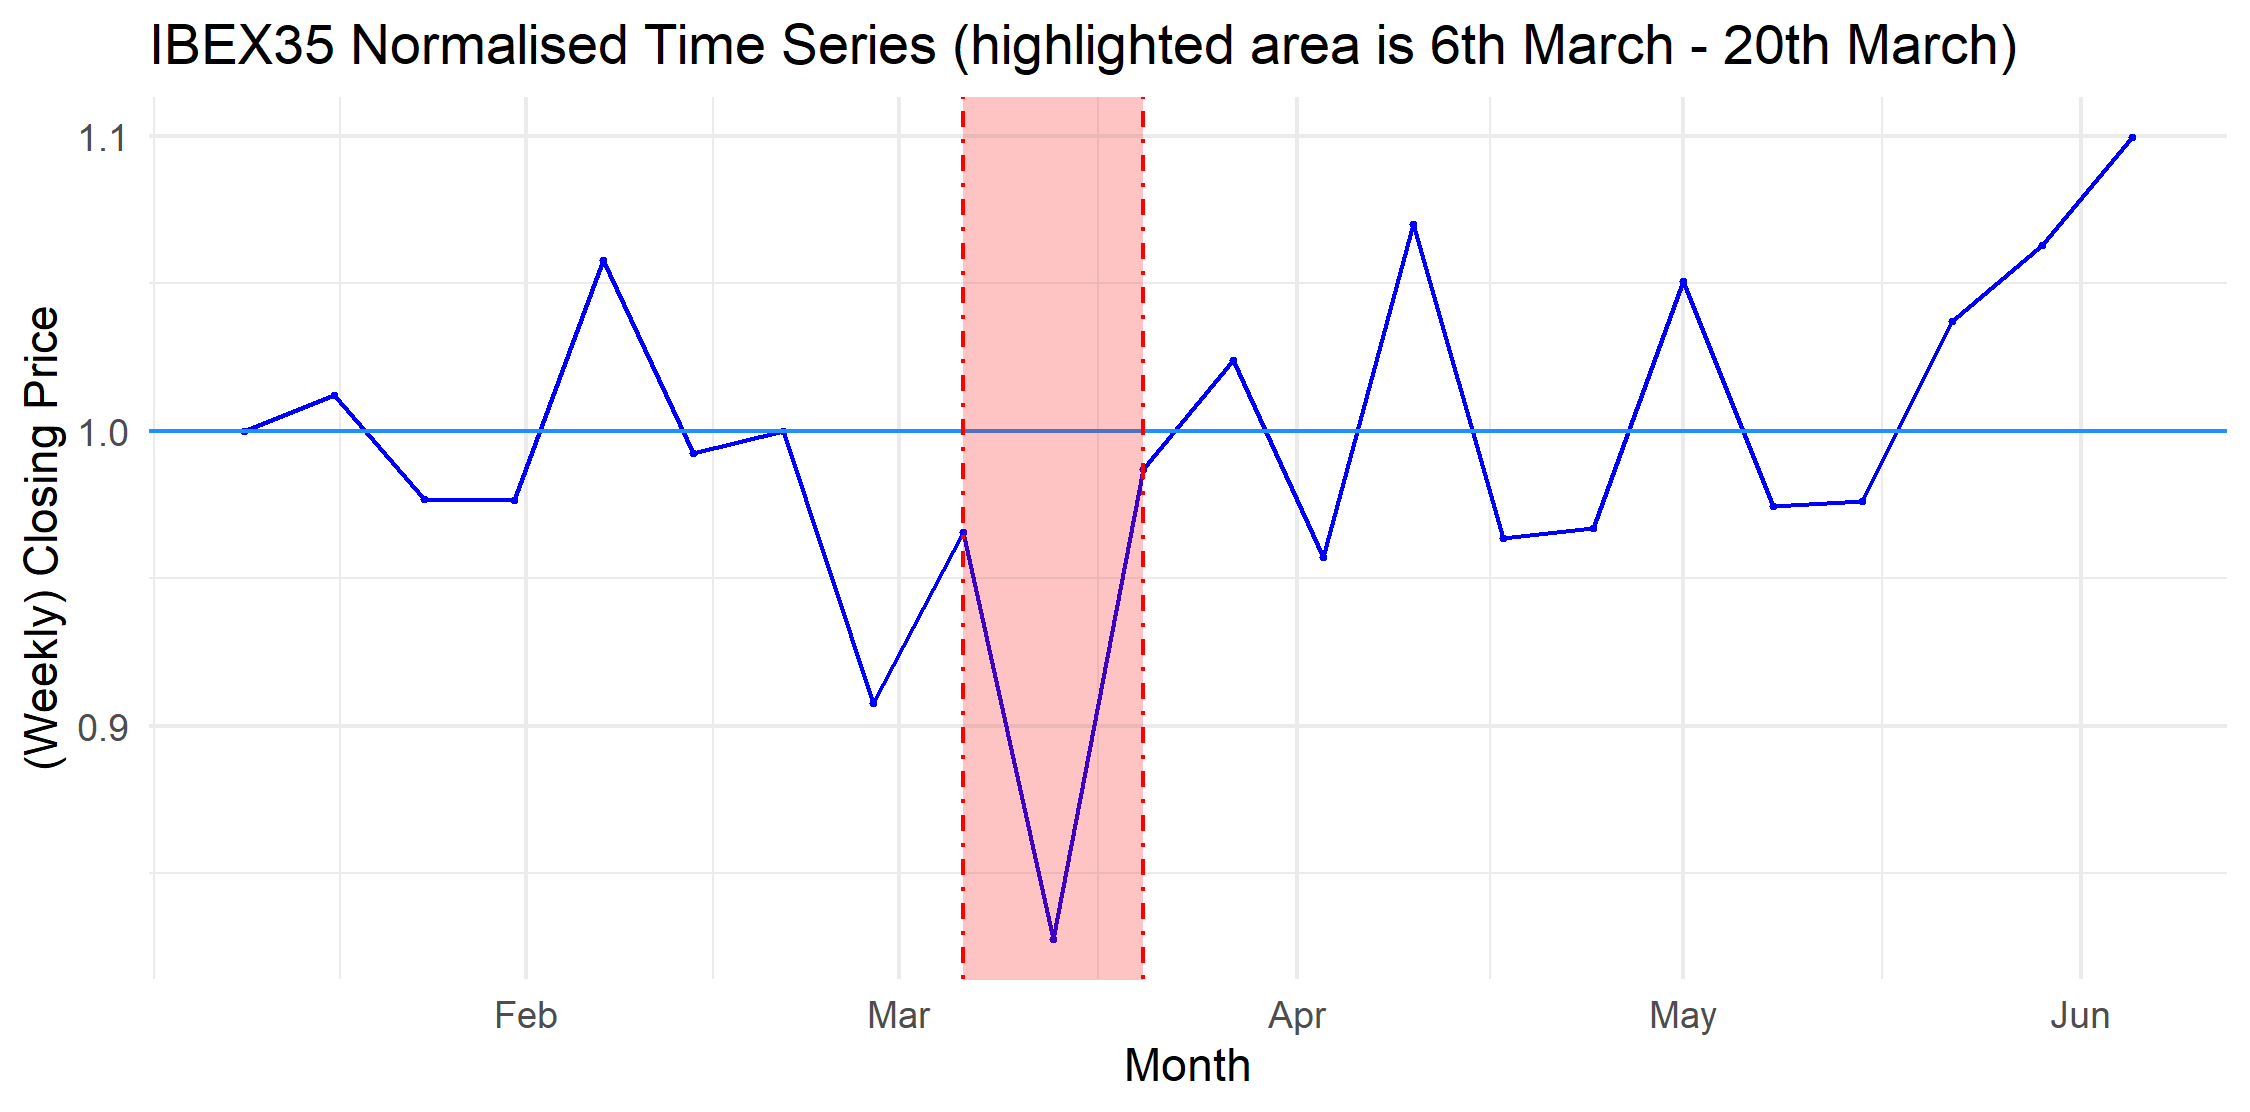 IBEX35 Normalised Time Series (highlighted area is 6th March - 20th March)
(Weekly) Closing Price
1.1
1.0
0.9
Feb Mar Apr May Jun
Month